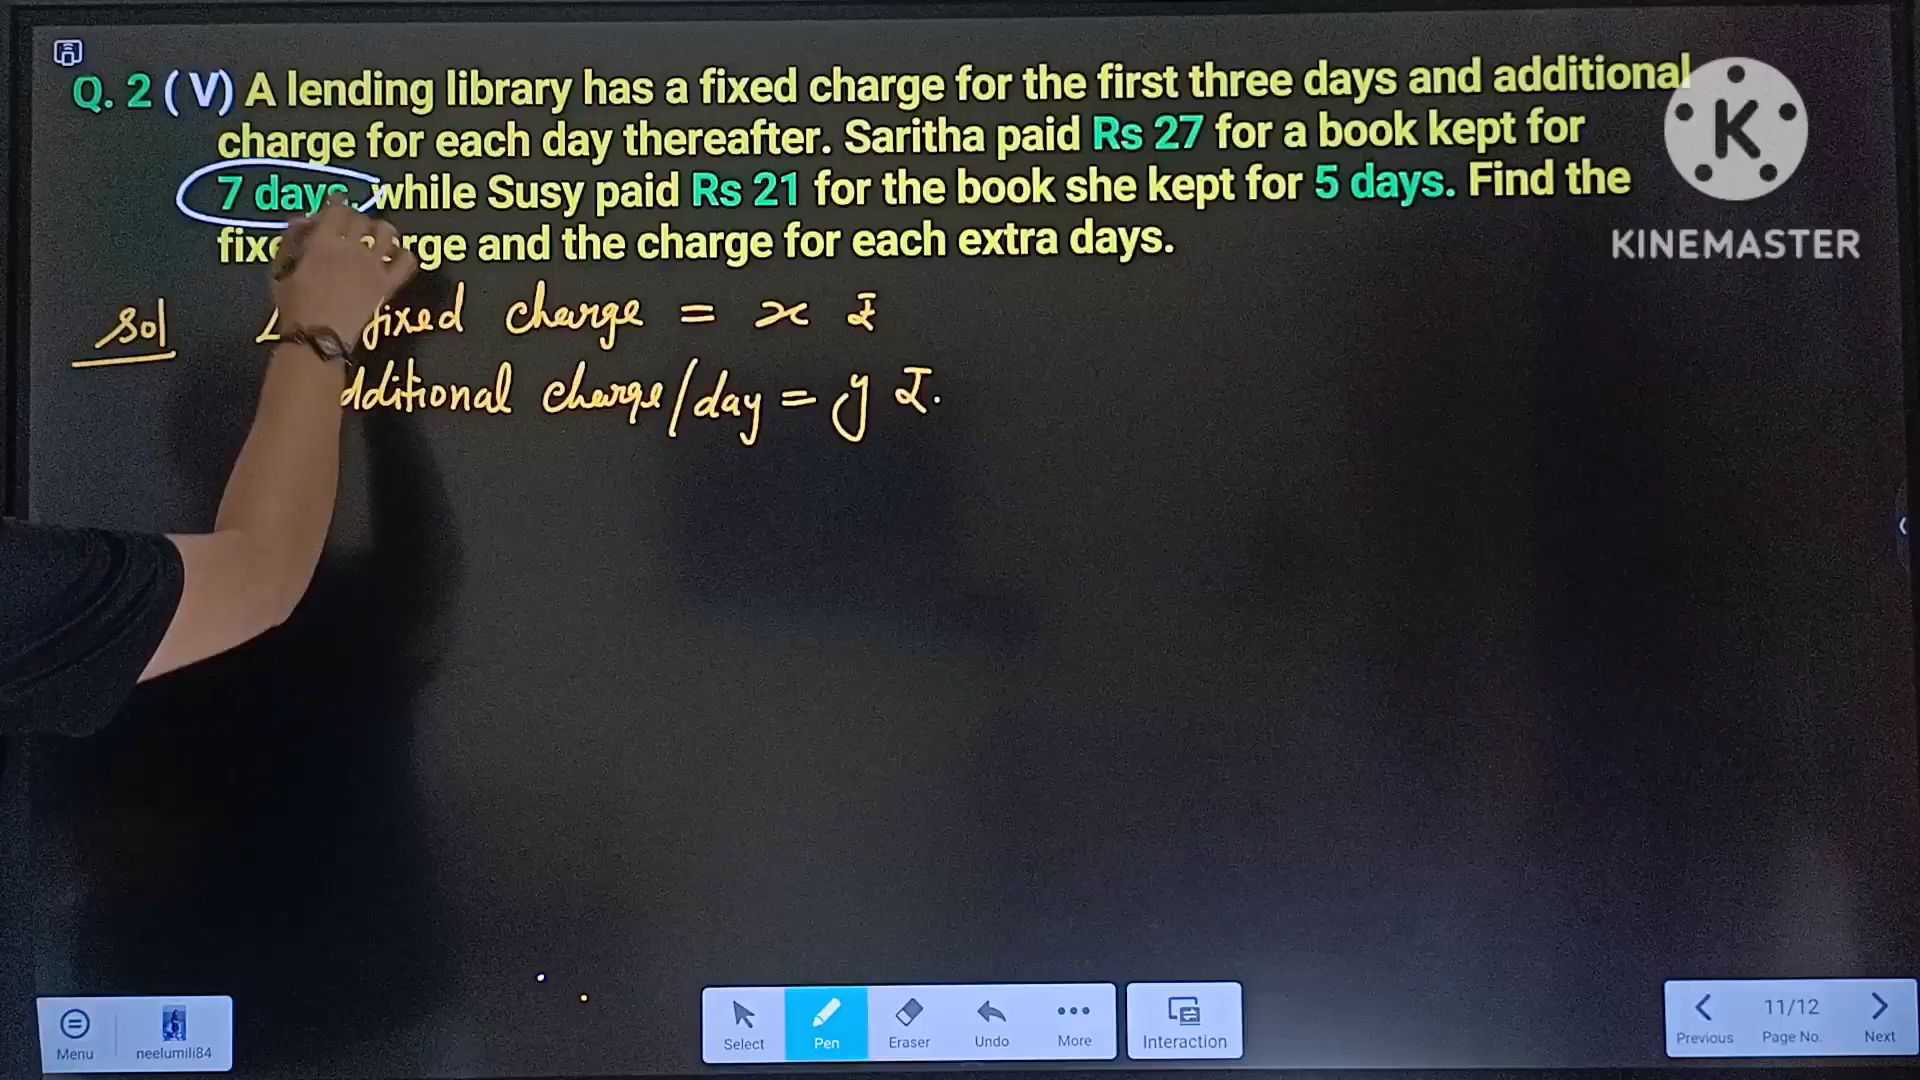 Q. 2 ( V) A lending library has a fixed charge for the first three days and additional
charge for each day thereafter. Saritha paid Rs 27 for a book kept for
7 days, while Susy paid Rs 21 for the book she kept for 5 days. Find the
fixe rge and the charge for each extra days.
Sol fixed charge = x ₹
dditional charge/day = y ₹.
K
KINEMASTER
Menu
neelumili84
Select
Pen
Eraser
Undo
More
Interaction
Previous
11/12
Page No.
Next